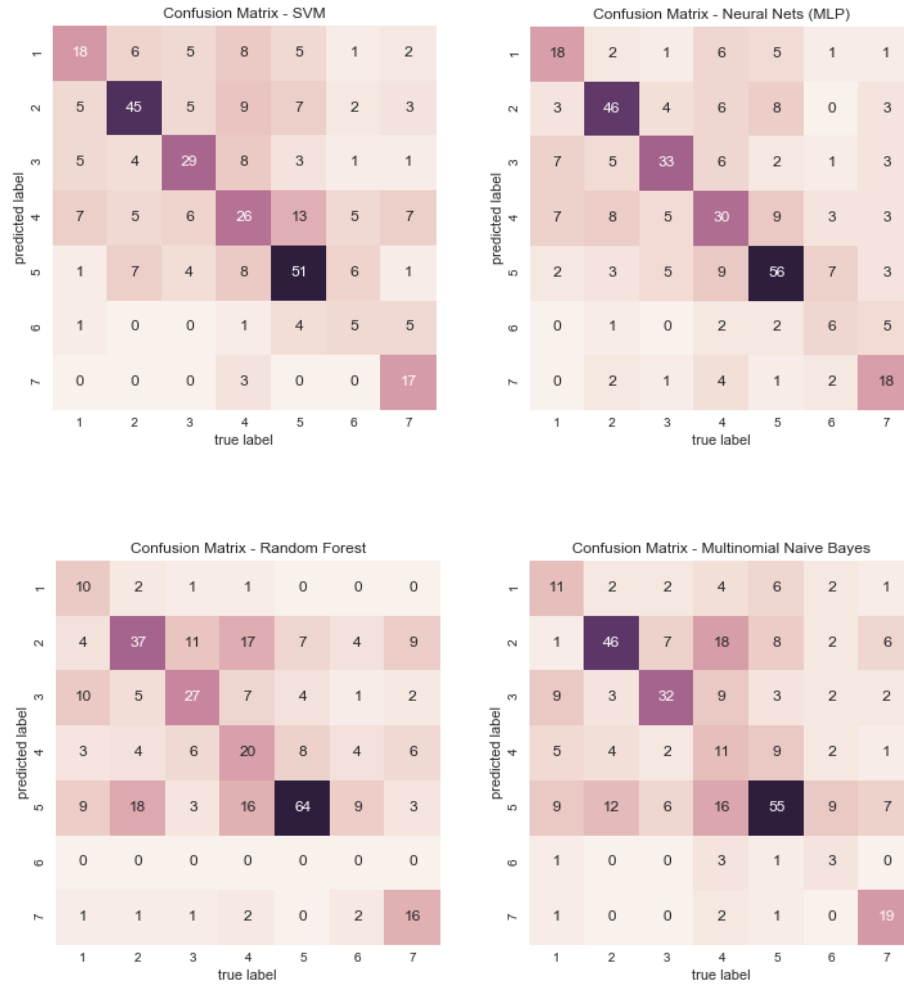 Confusion Matrix - SVM
predicted label
1 18 6 5 8 5 1 2
2 5 45 5 9 7 2 3
3 5 4 29 8 3 1 1
4 7 5 6 26 13 5 7
5 1 7 4 8 51 6 1
6 1 0 0 1 4 5 5
7 0 0 0 3 0 0 17
1 2 3 4 5 6 7
true label
Confusion Matrix - Neural Nets (MLP)
predicted label
1 18 2 1 6 5 1 1
2 3 46 4 6 8 0 3
3 7 5 33 6 2 1 3
4 7 8 5 30 9 3 3
5 2 3 5 9 56 7 3
6 0 1 0 2 2 6 5
7 0 2 1 4 1 2 18
1 2 3 4 5 6 7
true label
Confusion Matrix - Random Forest
predicted label
1 10 2 1 1 0 0 0
2 4 37 11 17 7 4 9
3 10 5 27 7 4 1 2
4 3 4 6 20 8 4 6
5 9 18 3 16 64 9 3
6 0 0 0 0 0 0 0
7 1 1 1 2 0 2 16
1 2 3 4 5 6 7
true label
Confusion Matrix - Multinomial Naive Bayes
predicted label
1 11 2 2 4 6 2 1
2 1 46 7 18 8 2 6
3 9 3 32 9 3 2 2
4 5 4 2 11 9 2 1
5 9 12 6 16 55 9 7
6 1 0 0 3 1 3 0
7 1 0 0 2 1 0 19
1 2 3 4 5 6 7
true label